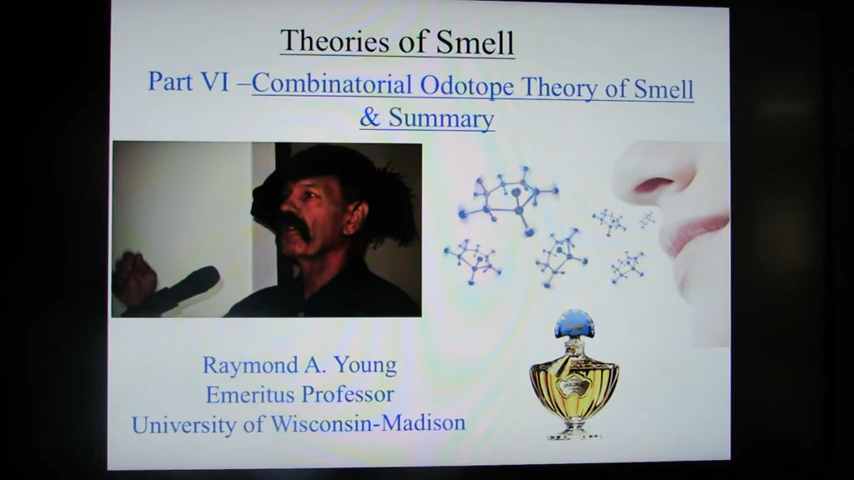 Theories of Smell
Part VI –Combinatorial Odotope Theory of Smell
& Summary
Raymond A. Young
Emeritus Professor
University of Wisconsin-Madison